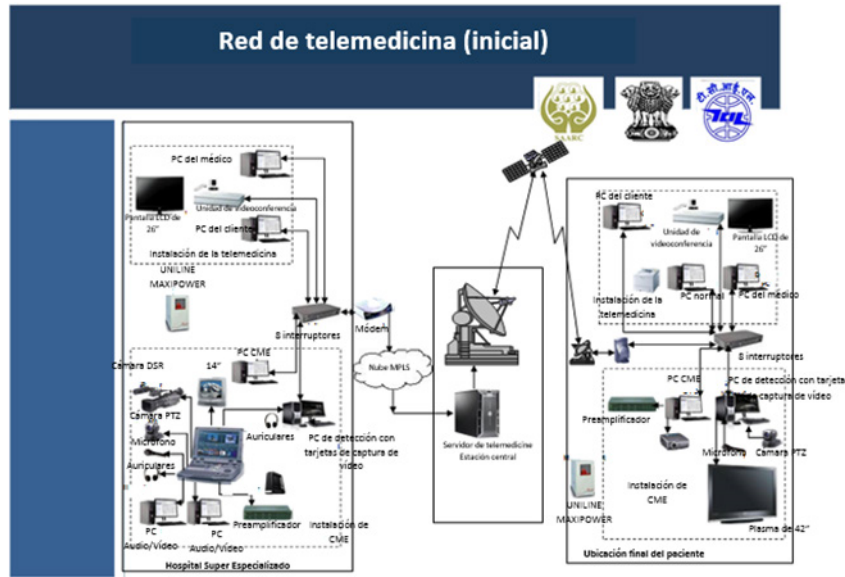 Red de telemedicina (inicial)
SAARC
PC del médico
Pantalla LCD de
26"
Unidad de videoconferencia
PC del cliente
Instalación de la telemedicina
UNILINE
MAXIPOWER
8 interruptores
Módem
Nube MPLS
Cámara DSR
14"
PC CME
Cámara PTZ
Micrófono
Auriculares
Auriculares
PC de detección con
tarjetas de captura de
vídeo
PC
Audio/Vídeo
PC
Audio/Vídeo
Preamplificador
Instalación de
CME
Hospital Super Especializado
Servidor de telemedicine
Estación central
PC del cliente
Unidad de
videoconferencia
Pantalla LCD de
26"
Instalación de la
telemedicina
PC normal
PC del médico
8 interruptores
PC CME
PC de detección con tarjeta
captura de vídeo
Preamplificador
Micrófono
Camara PTZ
Instalación de
CME
UNILINE
MAXIPOWER
Plasma de 42"
Ubicación final del paciente